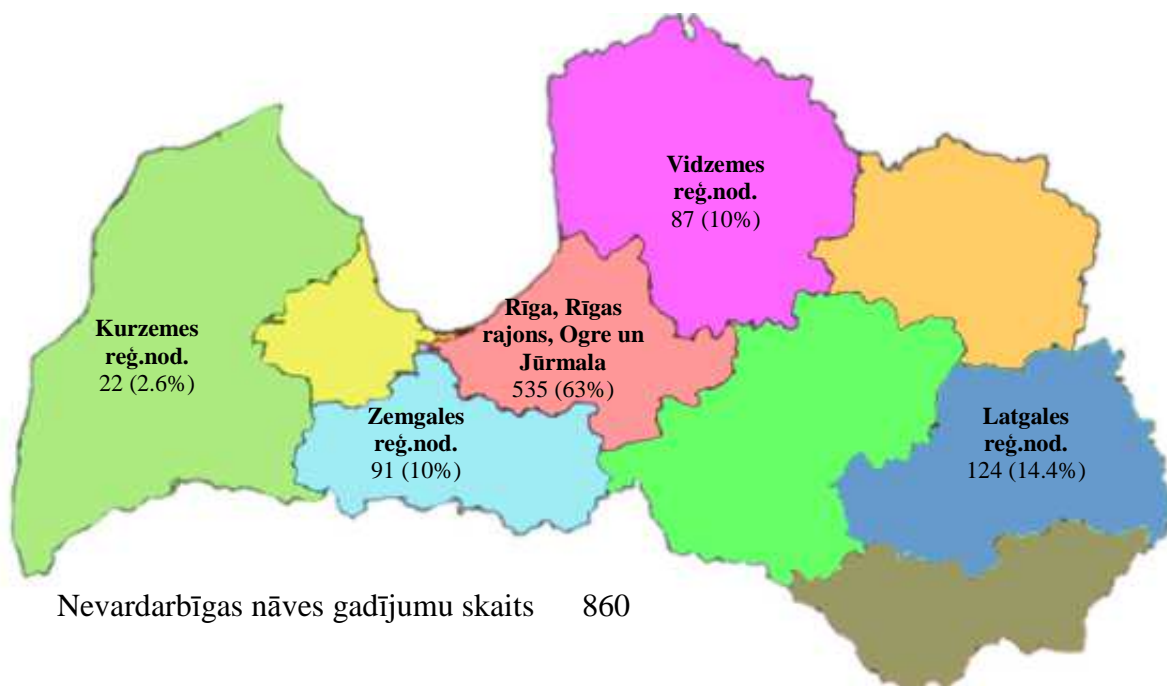 Vidzemes
reģ.nod.
87 (10%)
Rīga, Rīgas
rajons, Ogre un
Jūrmala
535 (63%)
Kurzemes
reģ.nod.
22 (2.6%)
Zemgales
reģ.nod.
91 (10%)
Latgales
reģ.nod.
124 (14.4%)
Nevardarbīgas nāves gadījumu skaits 860